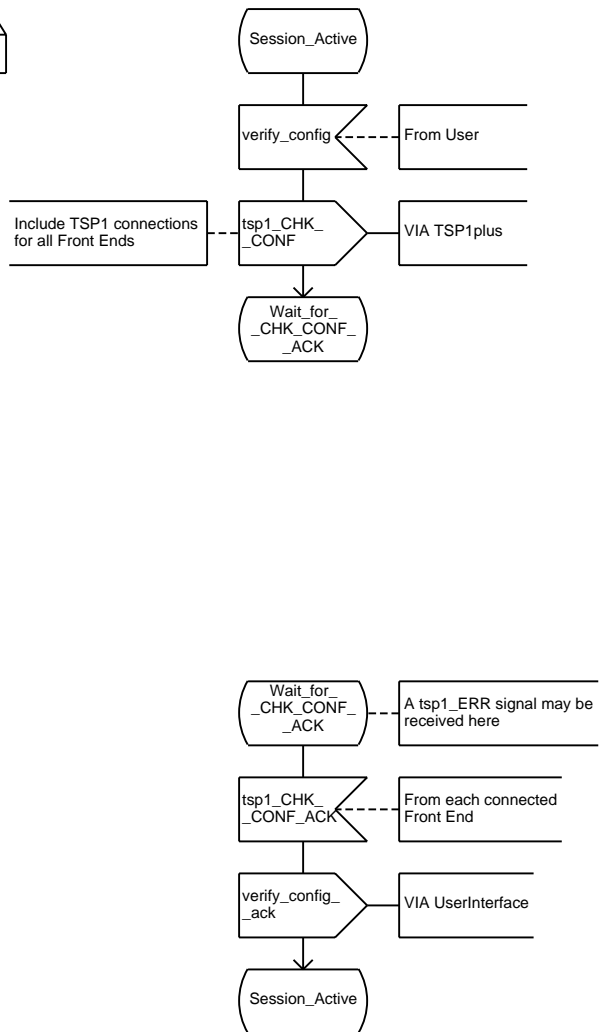 Session_Active
verify_config
From User
Include TSP1 connections
for all Front Ends
tsp1_CHK_
_CONF
VIA TSP1plus
Wait_for_
_CHK_CONF_
_ACK
Wait_for_
_CHK_CONF_
_ACK
A tsp1_ERR signal may be
received here
tsp1_CHK_
_CONF_ACK
From each connected
Front End
verify_config_
_ack
VIA UserInterface
Session_Active